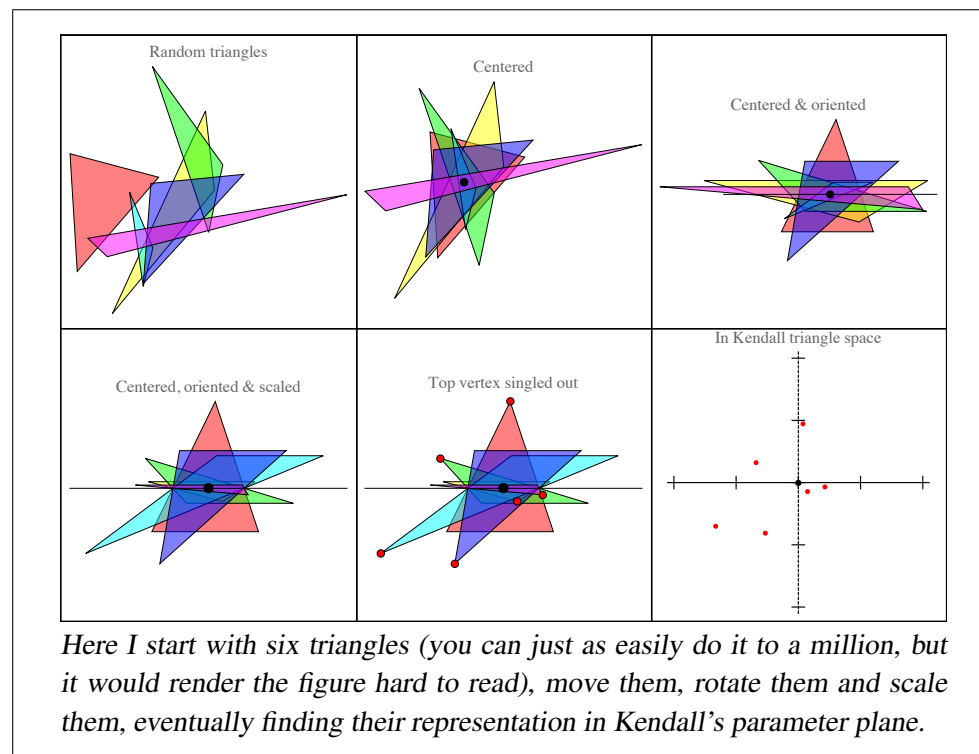 Random triangles
Centered
Centered & oriented
Centered, oriented & scaled
Top vertex singled out
In Kendall triangle space
Here I start with six triangles (you can just as easily do it to a million, but
it would render the figure hard to read), move them, rotate them and scale
them, eventually finding their representation in Kendall's parameter plane.